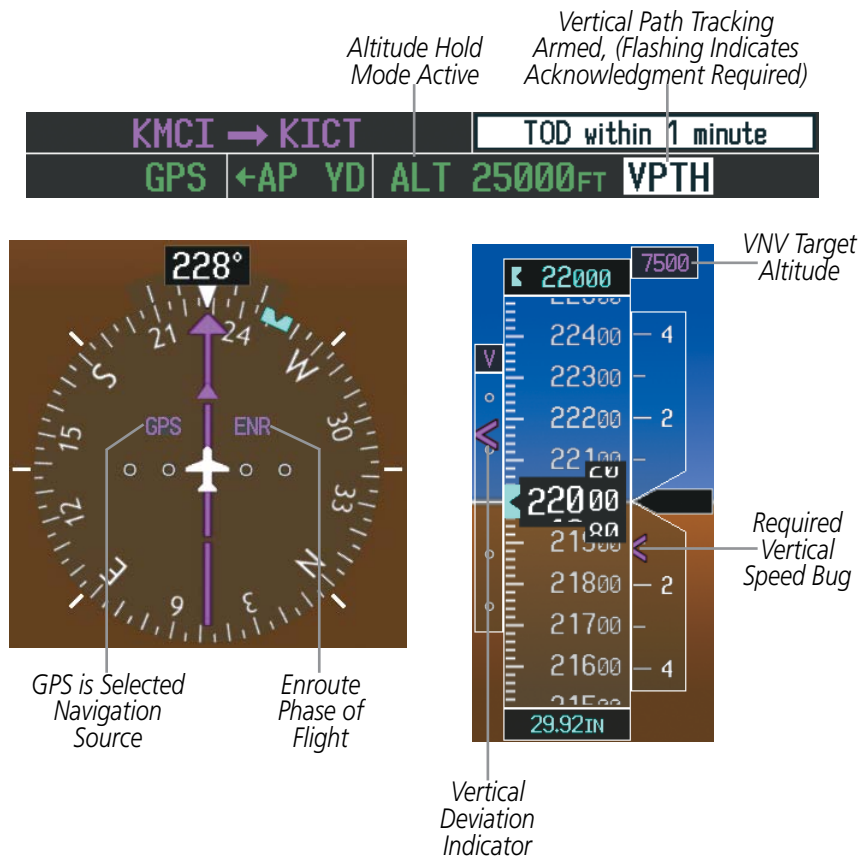 Altitude Hold
Mode Active
Vertical Path Tracking
Armed, (Flashing Indicates
Acknowledgment Required)
KMCI → KICT
TOD within 1 minute
GPS ←AP YD ALT 25000FT VPTH
228°
21 24
S W
GPS ENR
15 30
12 33
E N
6 3
GPS is Selected
Navigation
Source
Enroute
Phase of
Flight
VNV Target
Altitude
7500
22000
22400
4
V
22300
22200
2
22100
20
22000
80
21900
21800
2
21700
21600
4
29.92IN
Required
Vertical
Speed Bug
Vertical
Deviation
Indicator